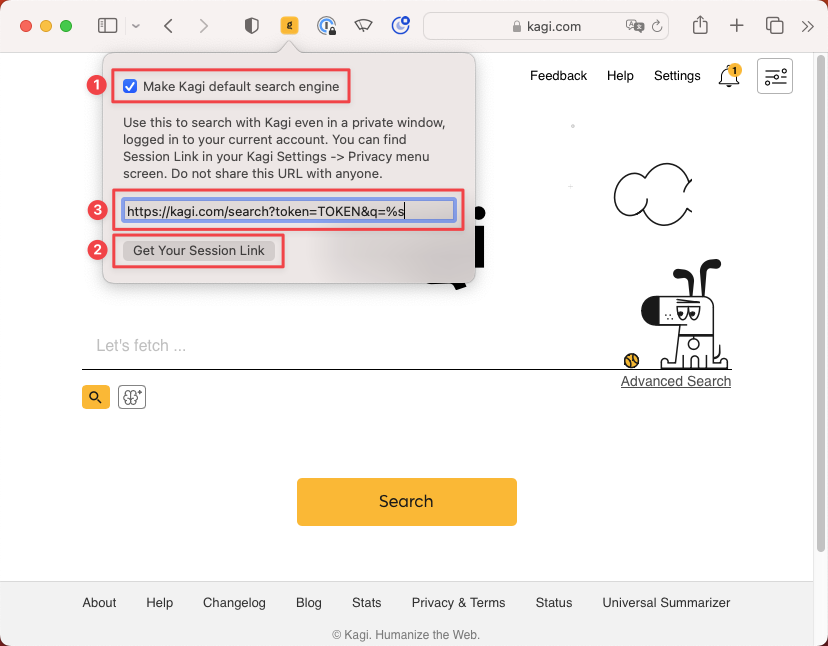 kagi.com
Feedback Help Settings 1
1 Make Kagi default search engine
Use this to search with Kagi even in a private window,
logged in to your current account. You can find
Session Link in your Kagi Settings -> Privacy menu
screen. Do not share this URL with anyone.
3 https://kagi.com/search?token=TOKEN&q=%s
2 Get Your Session Link
Let's fetch ...
Advanced Search
Search
About Help Changelog Blog Stats Privacy & Terms Status Universal Summarizer
© Kagi. Humanize the Web.